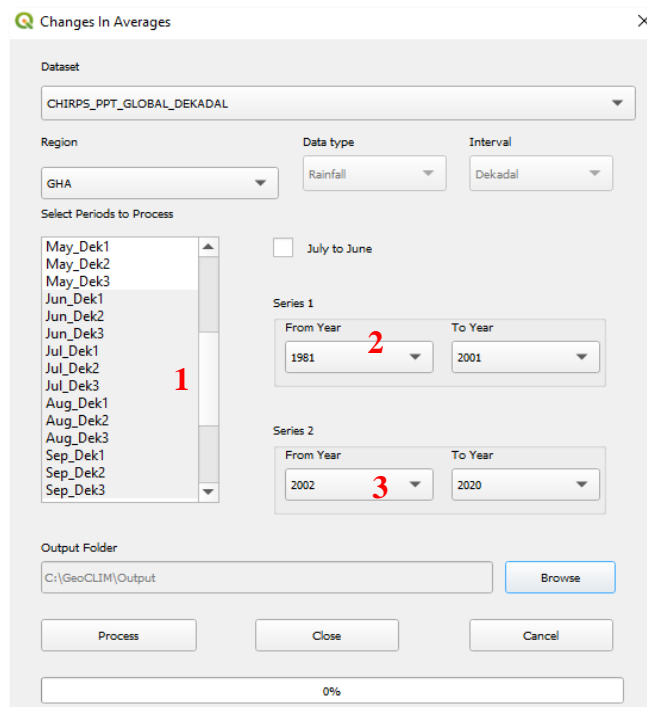 Changes In Averages
Dataset
CHIRPS_PPT_GLOBAL_DEKADAL
Region
Data type
Interval
GHA
Rainfall
Dekadal
Select Periods to Process
May_Dek1
May_Dek2
May_Dek3
Jun_Dek1
Jun_Dek2
Jun_Dek3
Jul_Dek1
Jul_Dek2
Jul_Dek3
Aug_Dek1
Aug_Dek2
Aug_Dek3
Sep_Dek1
Sep_Dek2
Sep_Dek3
1
July to June
Series 1
From Year
To Year
1981
2
2001
Series 2
From Year
To Year
2002
3
2020
Output Folder
C:\GeoCLIM\Output
Browse
Process
Close
Cancel
0%